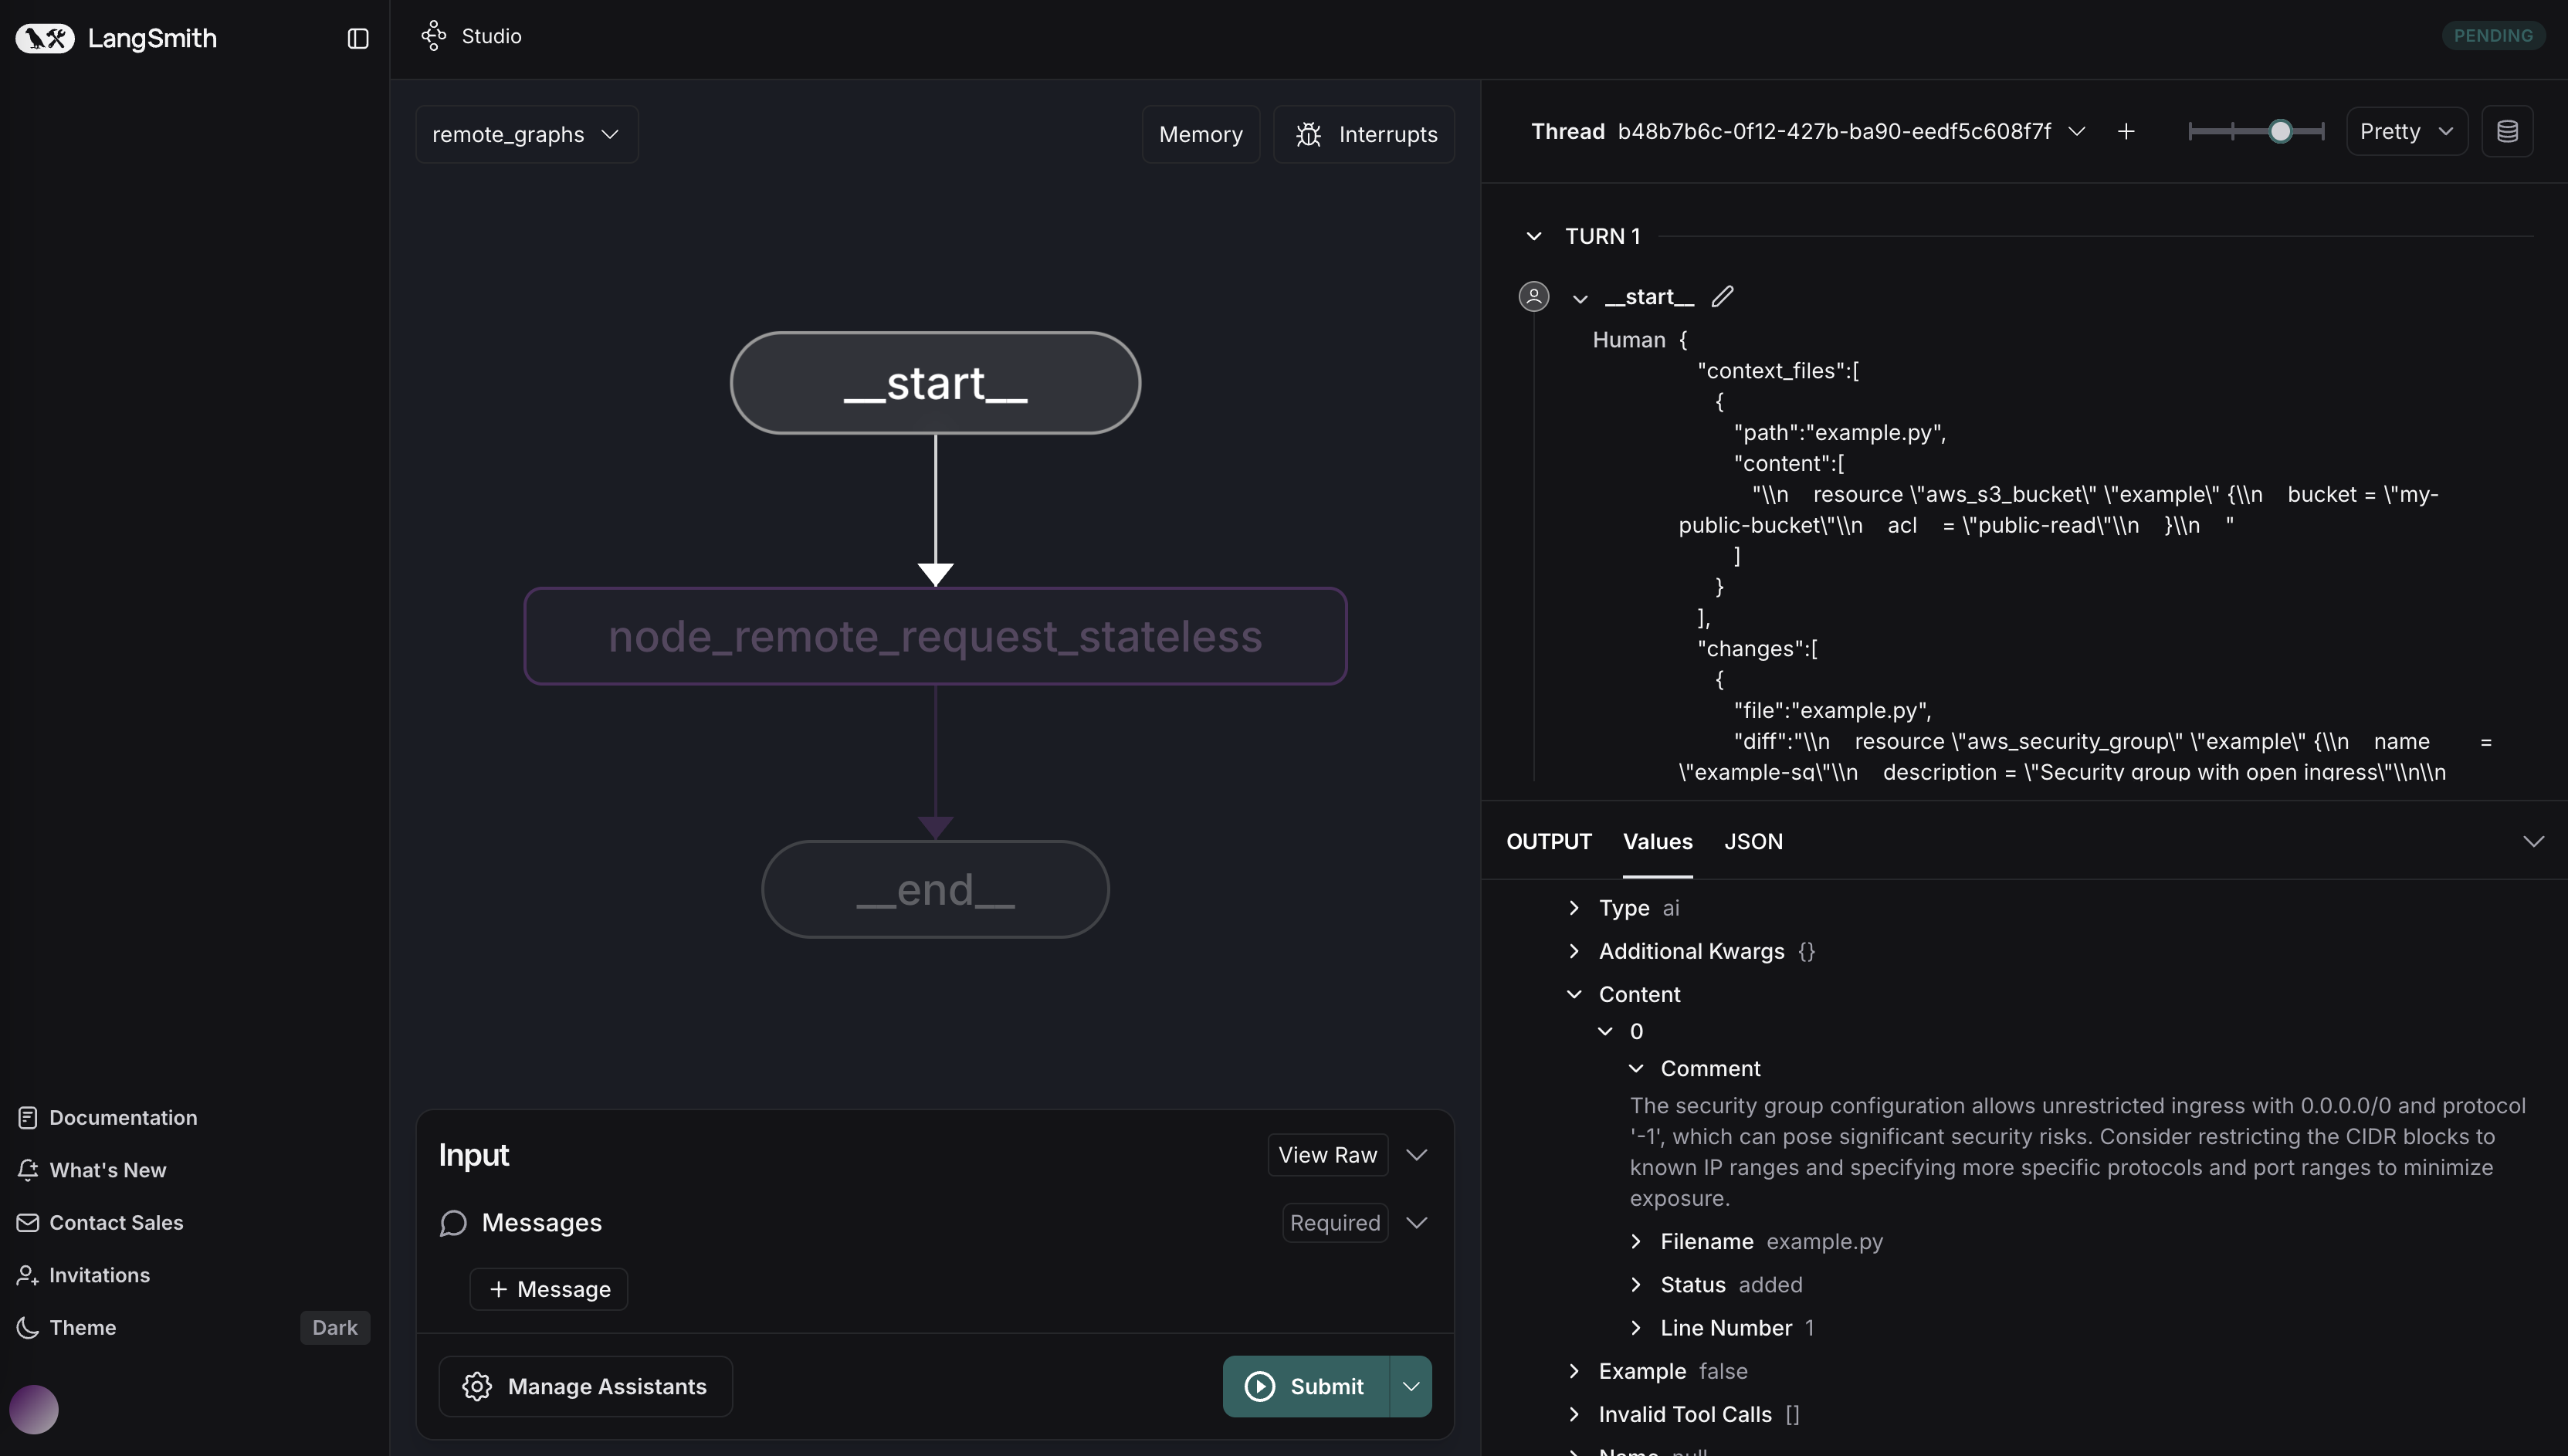 LangSmith
Studio
PENDING
remote_graphs
Memory
Interrupts
Thread b48b7b6c-0f12-427b-ba90-eedf5c608f7f
Pretty
TURN 1
__start__
Human {
"context_files":[
{
"path":"example.py",
"content":[
"\\n    resource \"aws_s3_bucket\" \"example\" {\\n    bucket = \"my-
public-bucket\"\\n    acl    = \"public-read\"\\n    }\\n    "
]
}
],
"changes":[
{
"file":"example.py",
"diff":"\\n    resource \"aws_security_group\" \"example\" {\\n    name        =
\"example-sg\"\\n    description = \"Security group with open ingress\"\\n\\n
__start__
node_remote_request_stateless
__end__
OUTPUT
Values
JSON
Type ai
Additional Kwargs {}
Content
0
Comment
The security group configuration allows unrestricted ingress with 0.0.0.0/0 and protocol
'-1', which can pose significant security risks. Consider restricting the CIDR blocks to
known IP ranges and specifying more specific protocols and port ranges to minimize
exposure.
Filename example.py
Status added
Line Number 1
Example false
Invalid Tool Calls []
Name null
Input
View Raw
Messages
Required
+ Message
Manage Assistants
Submit
Documentation
What's New
Contact Sales
Invitations
Theme
Dark